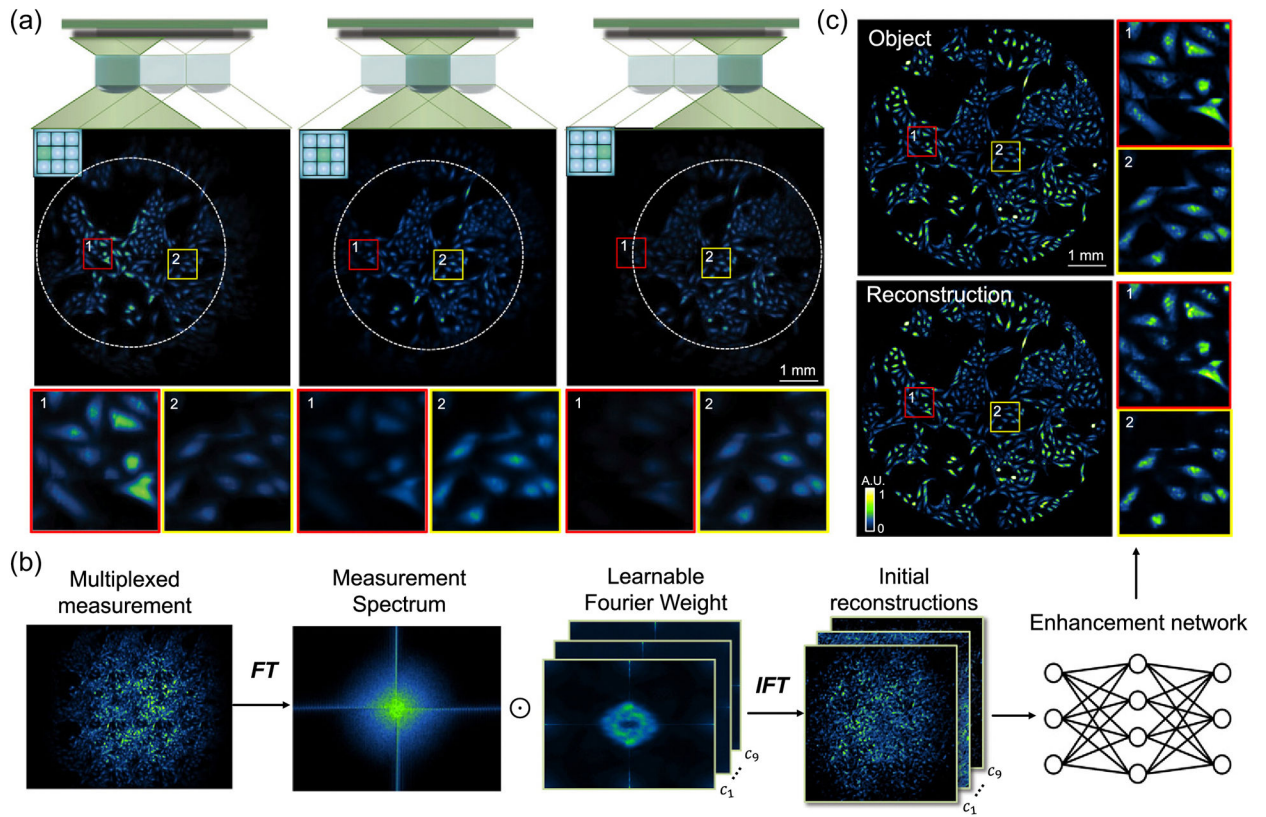 (a)
1
2
1
2
1
2
1 mm
1
2
1
2
1
2
(c)
Object
1
2
1 mm
1
2
Reconstruction
1
2
A.U.
1
0
1
2
(b)
Multiplexed
measurement
FT
Measurement
Spectrum
⊙
Learnable
Fourier Weight
c₁ ... c₉
IFT
Initial
reconstructions
c₁ ... c₉
Enhancement network